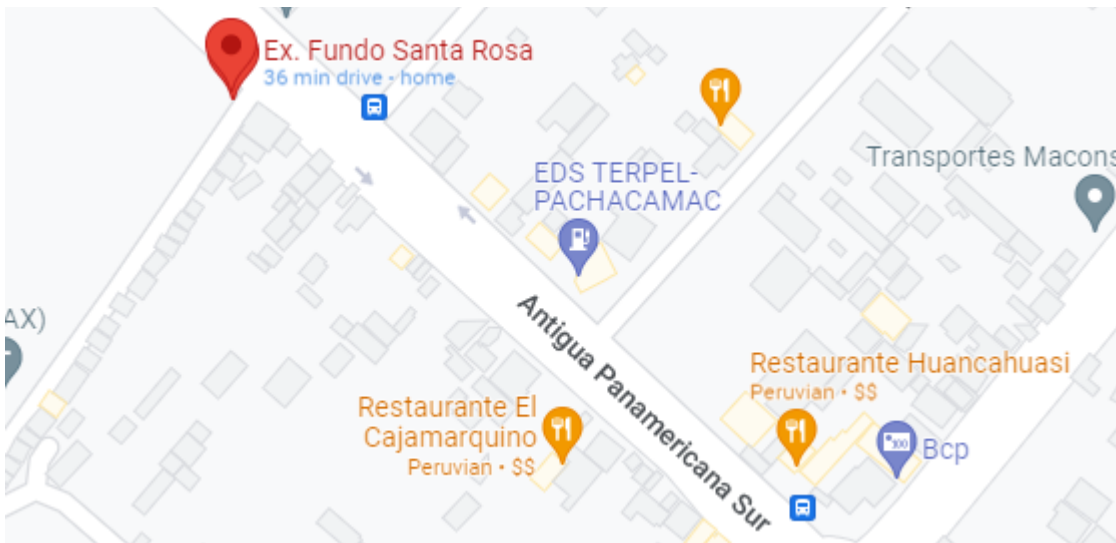 Ex. Fundo Santa Rosa
36 min drive - home
EDS TERPEL-
PACHACAMAC
Transportes Macons
AX)
Antigua Panamericana Sur
Restaurante Huancahuasi
Peruvian • $$
Restaurante El
Cajamarquino
Peruvian • $$
Bcp